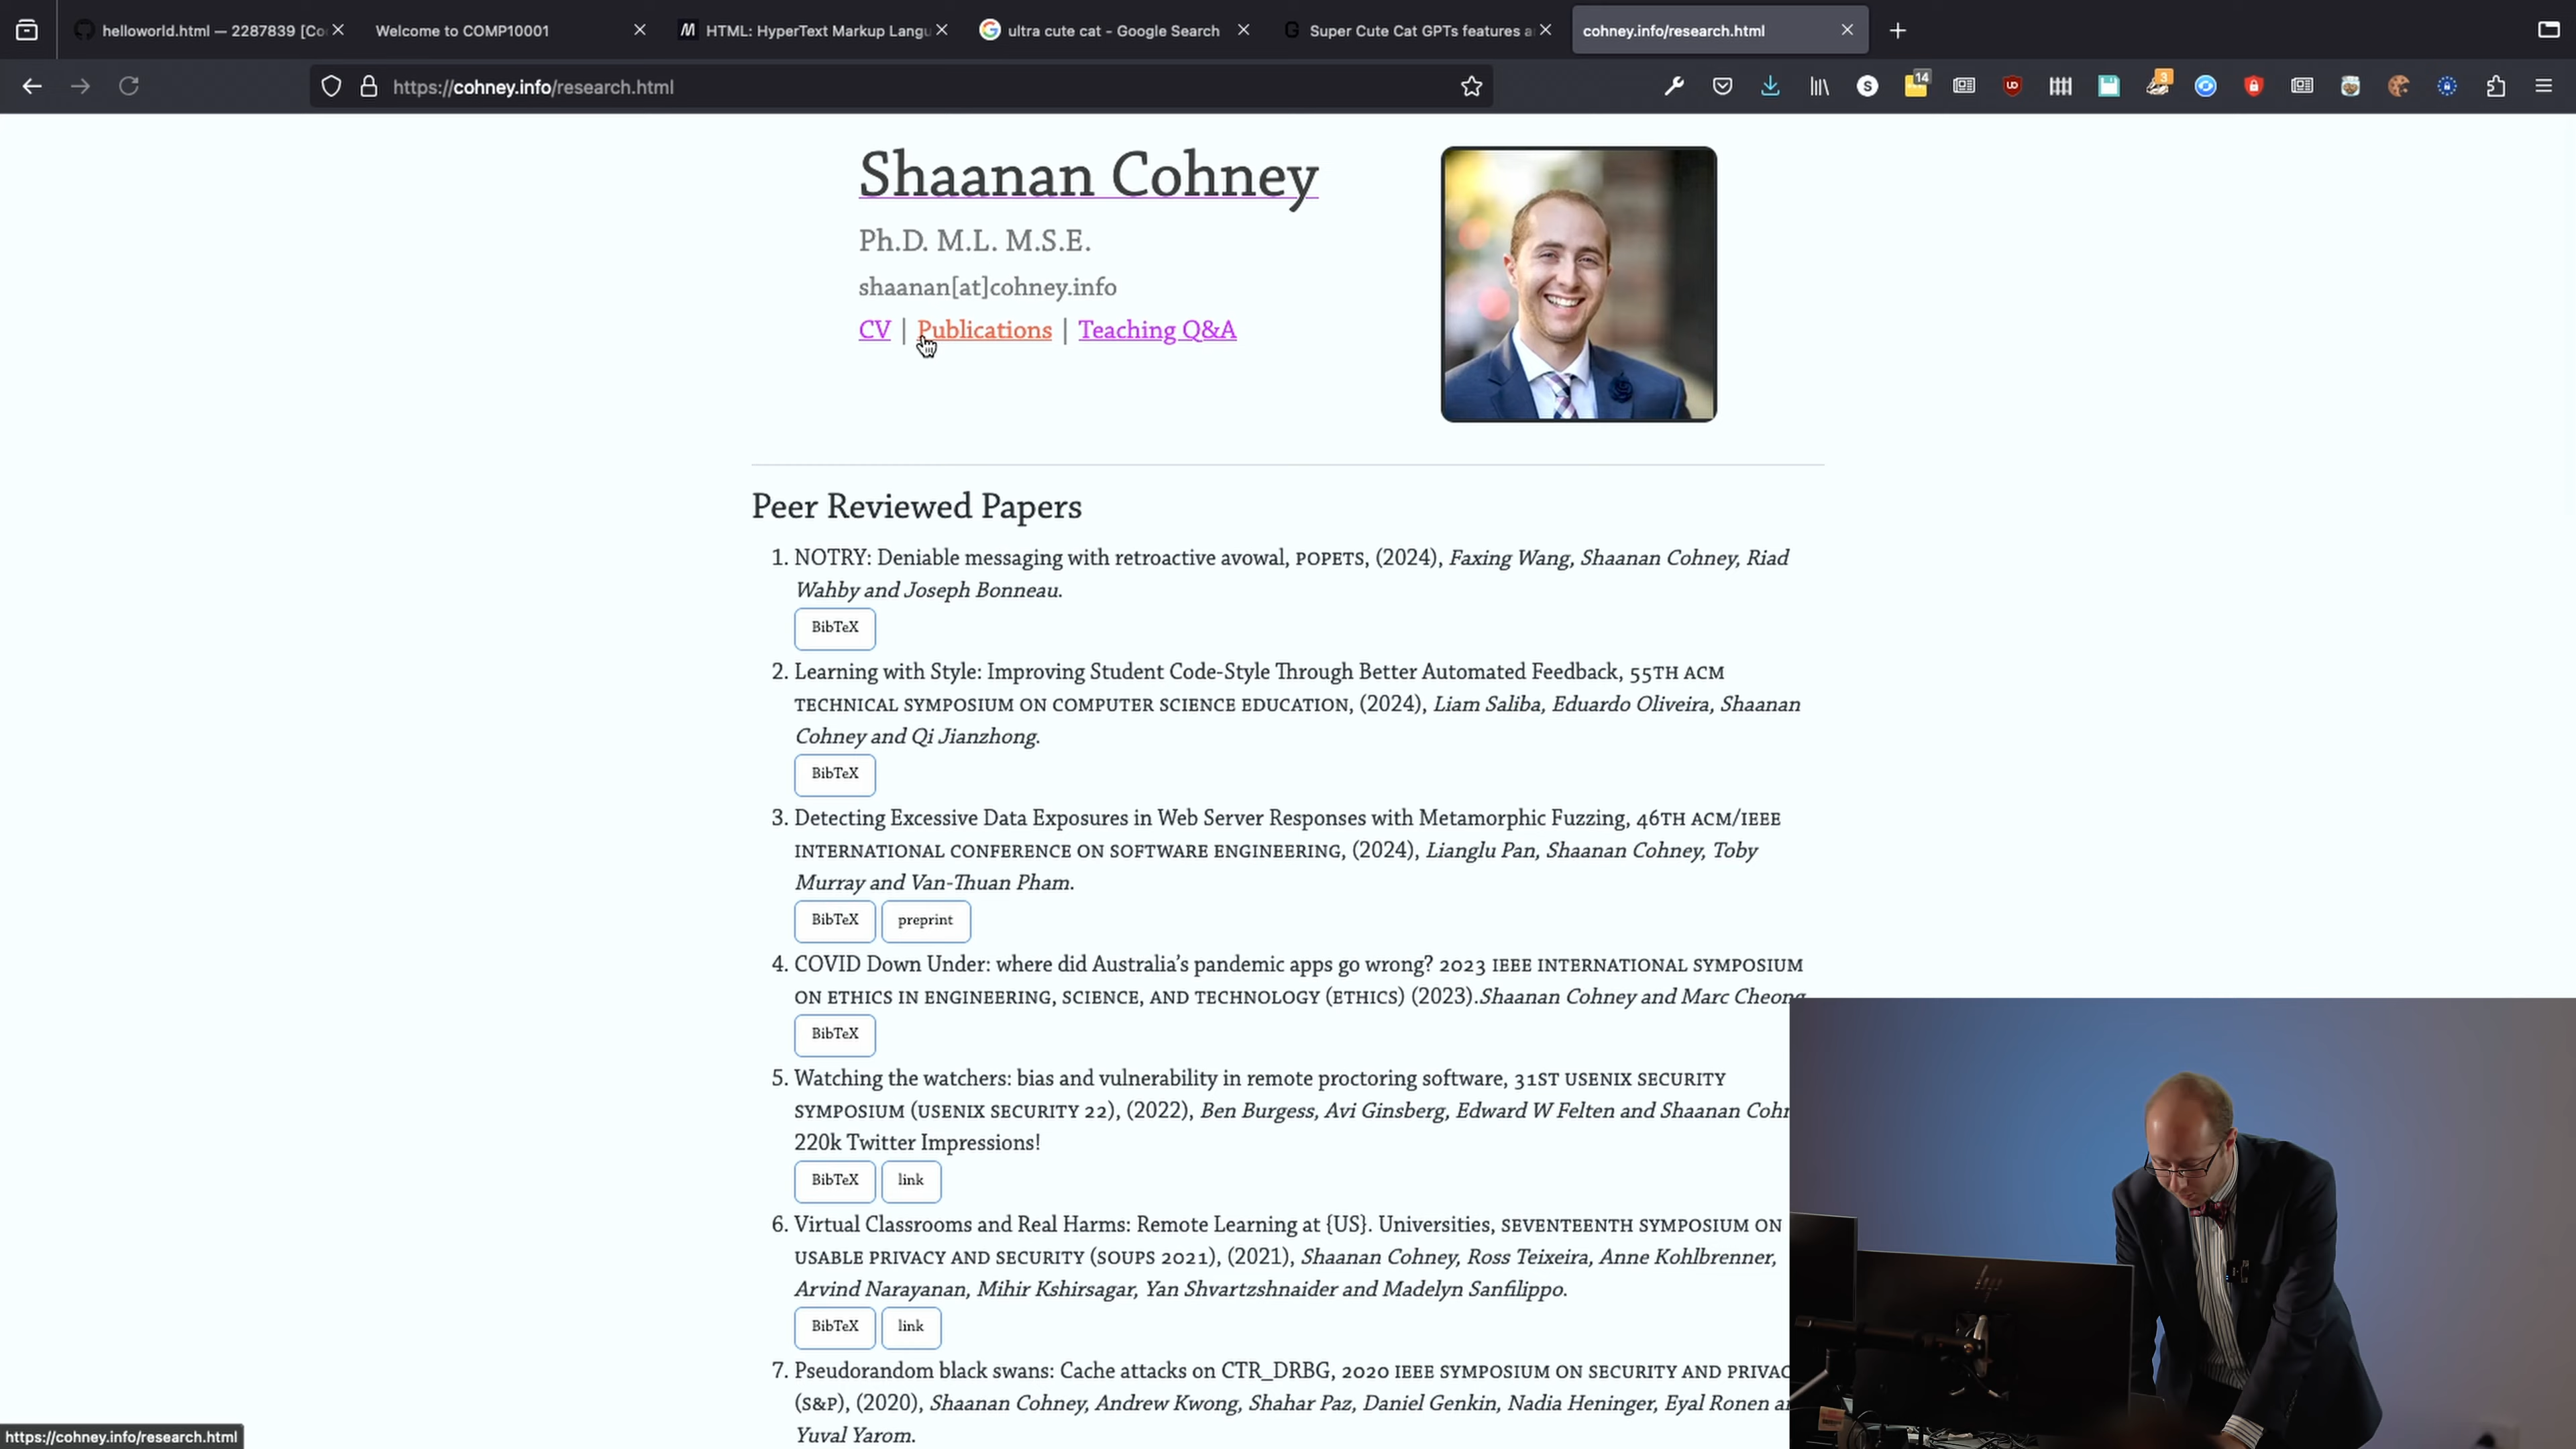 helloworld.html — 2287839 [Co
Welcome to COMP10001
HTML: HyperText Markup Langu
ultra cute cat - Google Search
Super Cute Cat GPTs features a
cohney.info/research.html
https://cohney.info/research.html
S
14
UD
3
Shaanan Cohney
Ph.D. M.L. M.S.E.
shaanan[at]cohney.info
CV | Publications | Teaching Q&A
Peer Reviewed Papers
1. NOTRY: Deniable messaging with retroactive avowal, POPETS, (2024), Faxing Wang, Shaanan Cohney, Riad
Wahby and Joseph Bonneau.
BibTeX
2. Learning with Style: Improving Student Code-Style Through Better Automated Feedback, 55TH ACM
TECHNICAL SYMPOSIUM ON COMPUTER SCIENCE EDUCATION, (2024), Liam Saliba, Eduardo Oliveira, Shaanan
Cohney and Qi Jianzhong.
BibTeX
3. Detecting Excessive Data Exposures in Web Server Responses with Metamorphic Fuzzing, 46TH ACM/IEEE
INTERNATIONAL CONFERENCE ON SOFTWARE ENGINEERING, (2024), Lianglu Pan, Shaanan Cohney, Toby
Murray and Van-Thuan Pham.
BibTeX preprint
4. COVID Down Under: where did Australia's pandemic apps go wrong? 2023 IEEE INTERNATIONAL SYMPOSIUM
ON ETHICS IN ENGINEERING, SCIENCE, AND TECHNOLOGY (ETHICS) (2023).Shaanan Cohney and Marc Cheong
BibTeX
5. Watching the watchers: bias and vulnerability in remote proctoring software, 31ST USENIX SECURITY
SYMPOSIUM (USENIX SECURITY 22), (2022), Ben Burgess, Avi Ginsberg, Edward W Felten and Shaanan Cohn
220k Twitter Impressions!
BibTeX link
6. Virtual Classrooms and Real Harms: Remote Learning at {US}. Universities, SEVENTEENTH SYMPOSIUM ON
USABLE PRIVACY AND SECURITY (SOUPS 2021), (2021), Shaanan Cohney, Ross Teixeira, Anne Kohlbrenner,
Arvind Narayanan, Mihir Kshirsagar, Yan Shvartzshnaider and Madelyn Sanfilippo.
BibTeX link
7. Pseudorandom black swans: Cache attacks on CTR_DRBG, 2020 IEEE SYMPOSIUM ON SECURITY AND PRIVAC
(S&P), (2020), Shaanan Cohney, Andrew Kwong, Shahar Paz, Daniel Genkin, Nadia Heninger, Eyal Ronen an
Yuval Yarom.
https://cohney.info/research.html
hp